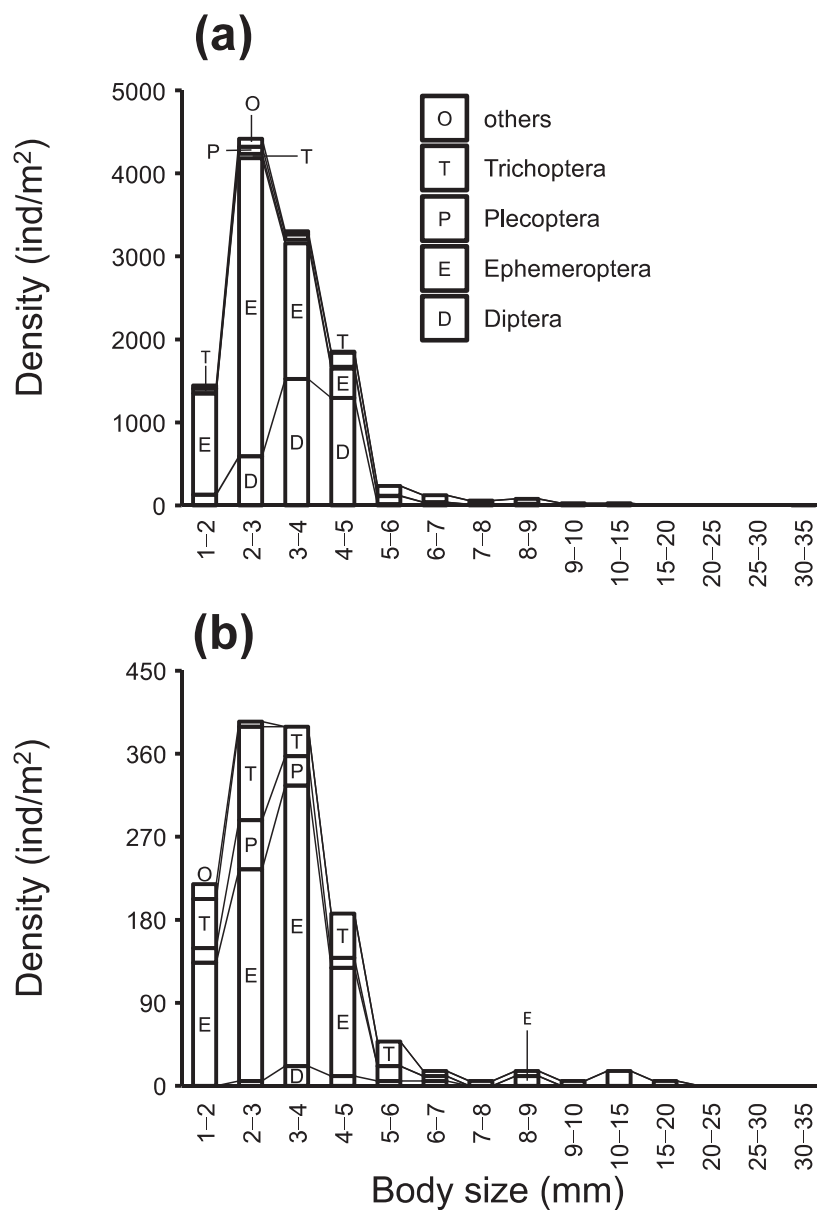 (a)
Density (ind/m²)
5000
4000
3000
2000
1000
0
O others
T Trichoptera
P Plecoptera
E Ephemeroptera
D Diptera
O
P
T
T
E
E
D
E
D
T
E
D
1–2 2–3 3–4 4–5 5–6 6–7 7–8 8–9 9–10 10–15 15–20 20–25 25–30 30–35
(b)
Density (ind/m²)
450
360
270
180
90
0
O
T
E
T
P
E
T
P
E
D
T
E
T
E
1–2 2–3 3–4 4–5 5–6 6–7 7–8 8–9 9–10 10–15 15–20 20–25 25–30 30–35
Body size (mm)